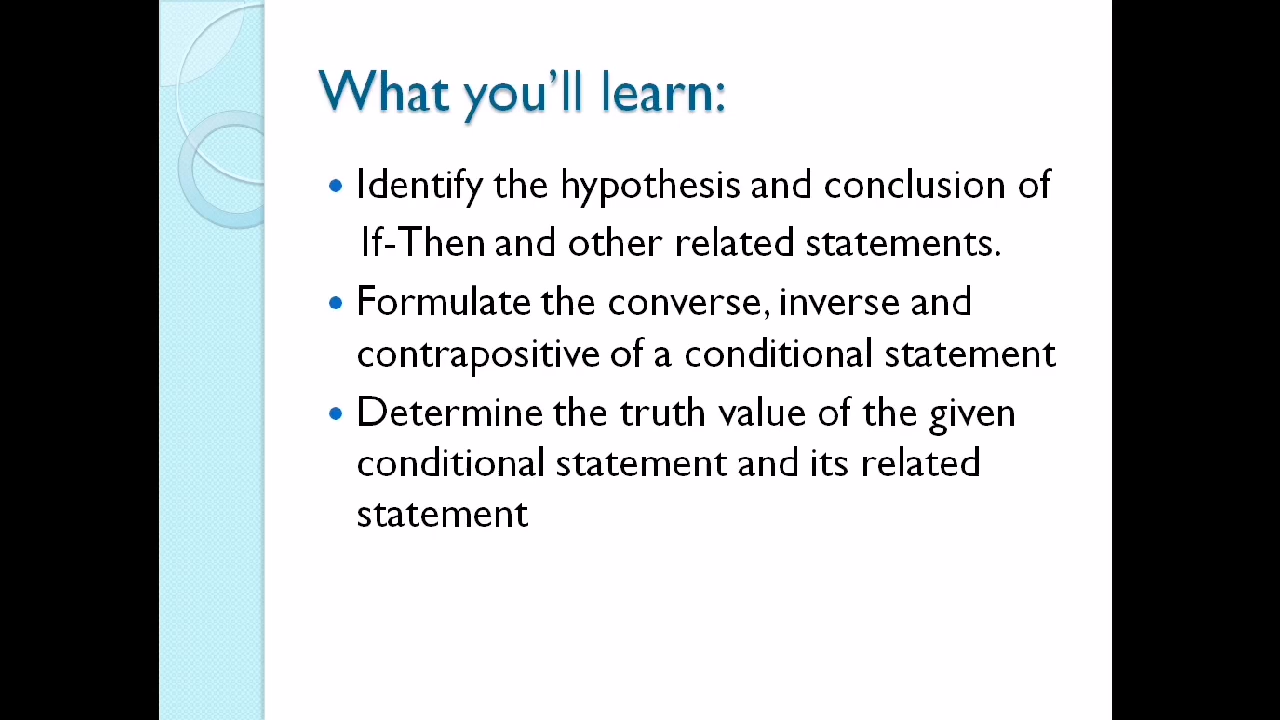 What you’ll learn:
• Identify the hypothesis and conclusion of
If-Then and other related statements.
• Formulate the converse, inverse and
contrapositive of a conditional statement
• Determine the truth value of the given
conditional statement and its related
statement